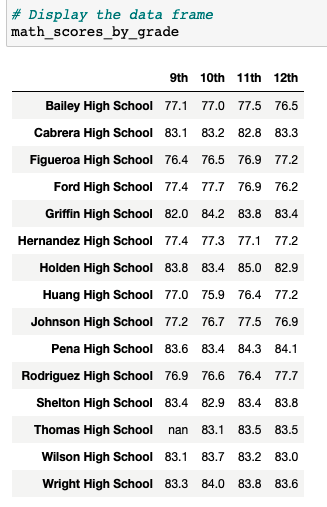 # Display the data frame
math_scores_by_grade
9th 10th 11th 12th
Bailey High School 77.1 77.0 77.5 76.5
Cabrera High School 83.1 83.2 82.8 83.3
Figueroa High School 76.4 76.5 76.9 77.2
Ford High School 77.4 77.7 76.9 76.2
Griffin High School 82.0 84.2 83.8 83.4
Hernandez High School 77.4 77.3 77.1 77.2
Holden High School 83.8 83.4 85.0 82.9
Huang High School 77.0 75.9 76.4 77.2
Johnson High School 77.2 76.7 77.5 76.9
Pena High School 83.6 83.4 84.3 84.1
Rodriguez High School 76.9 76.6 76.4 77.7
Shelton High School 83.4 82.9 83.4 83.8
Thomas High School nan 83.1 83.5 83.5
Wilson High School 83.1 83.7 83.2 83.0
Wright High School 83.3 84.0 83.8 83.6